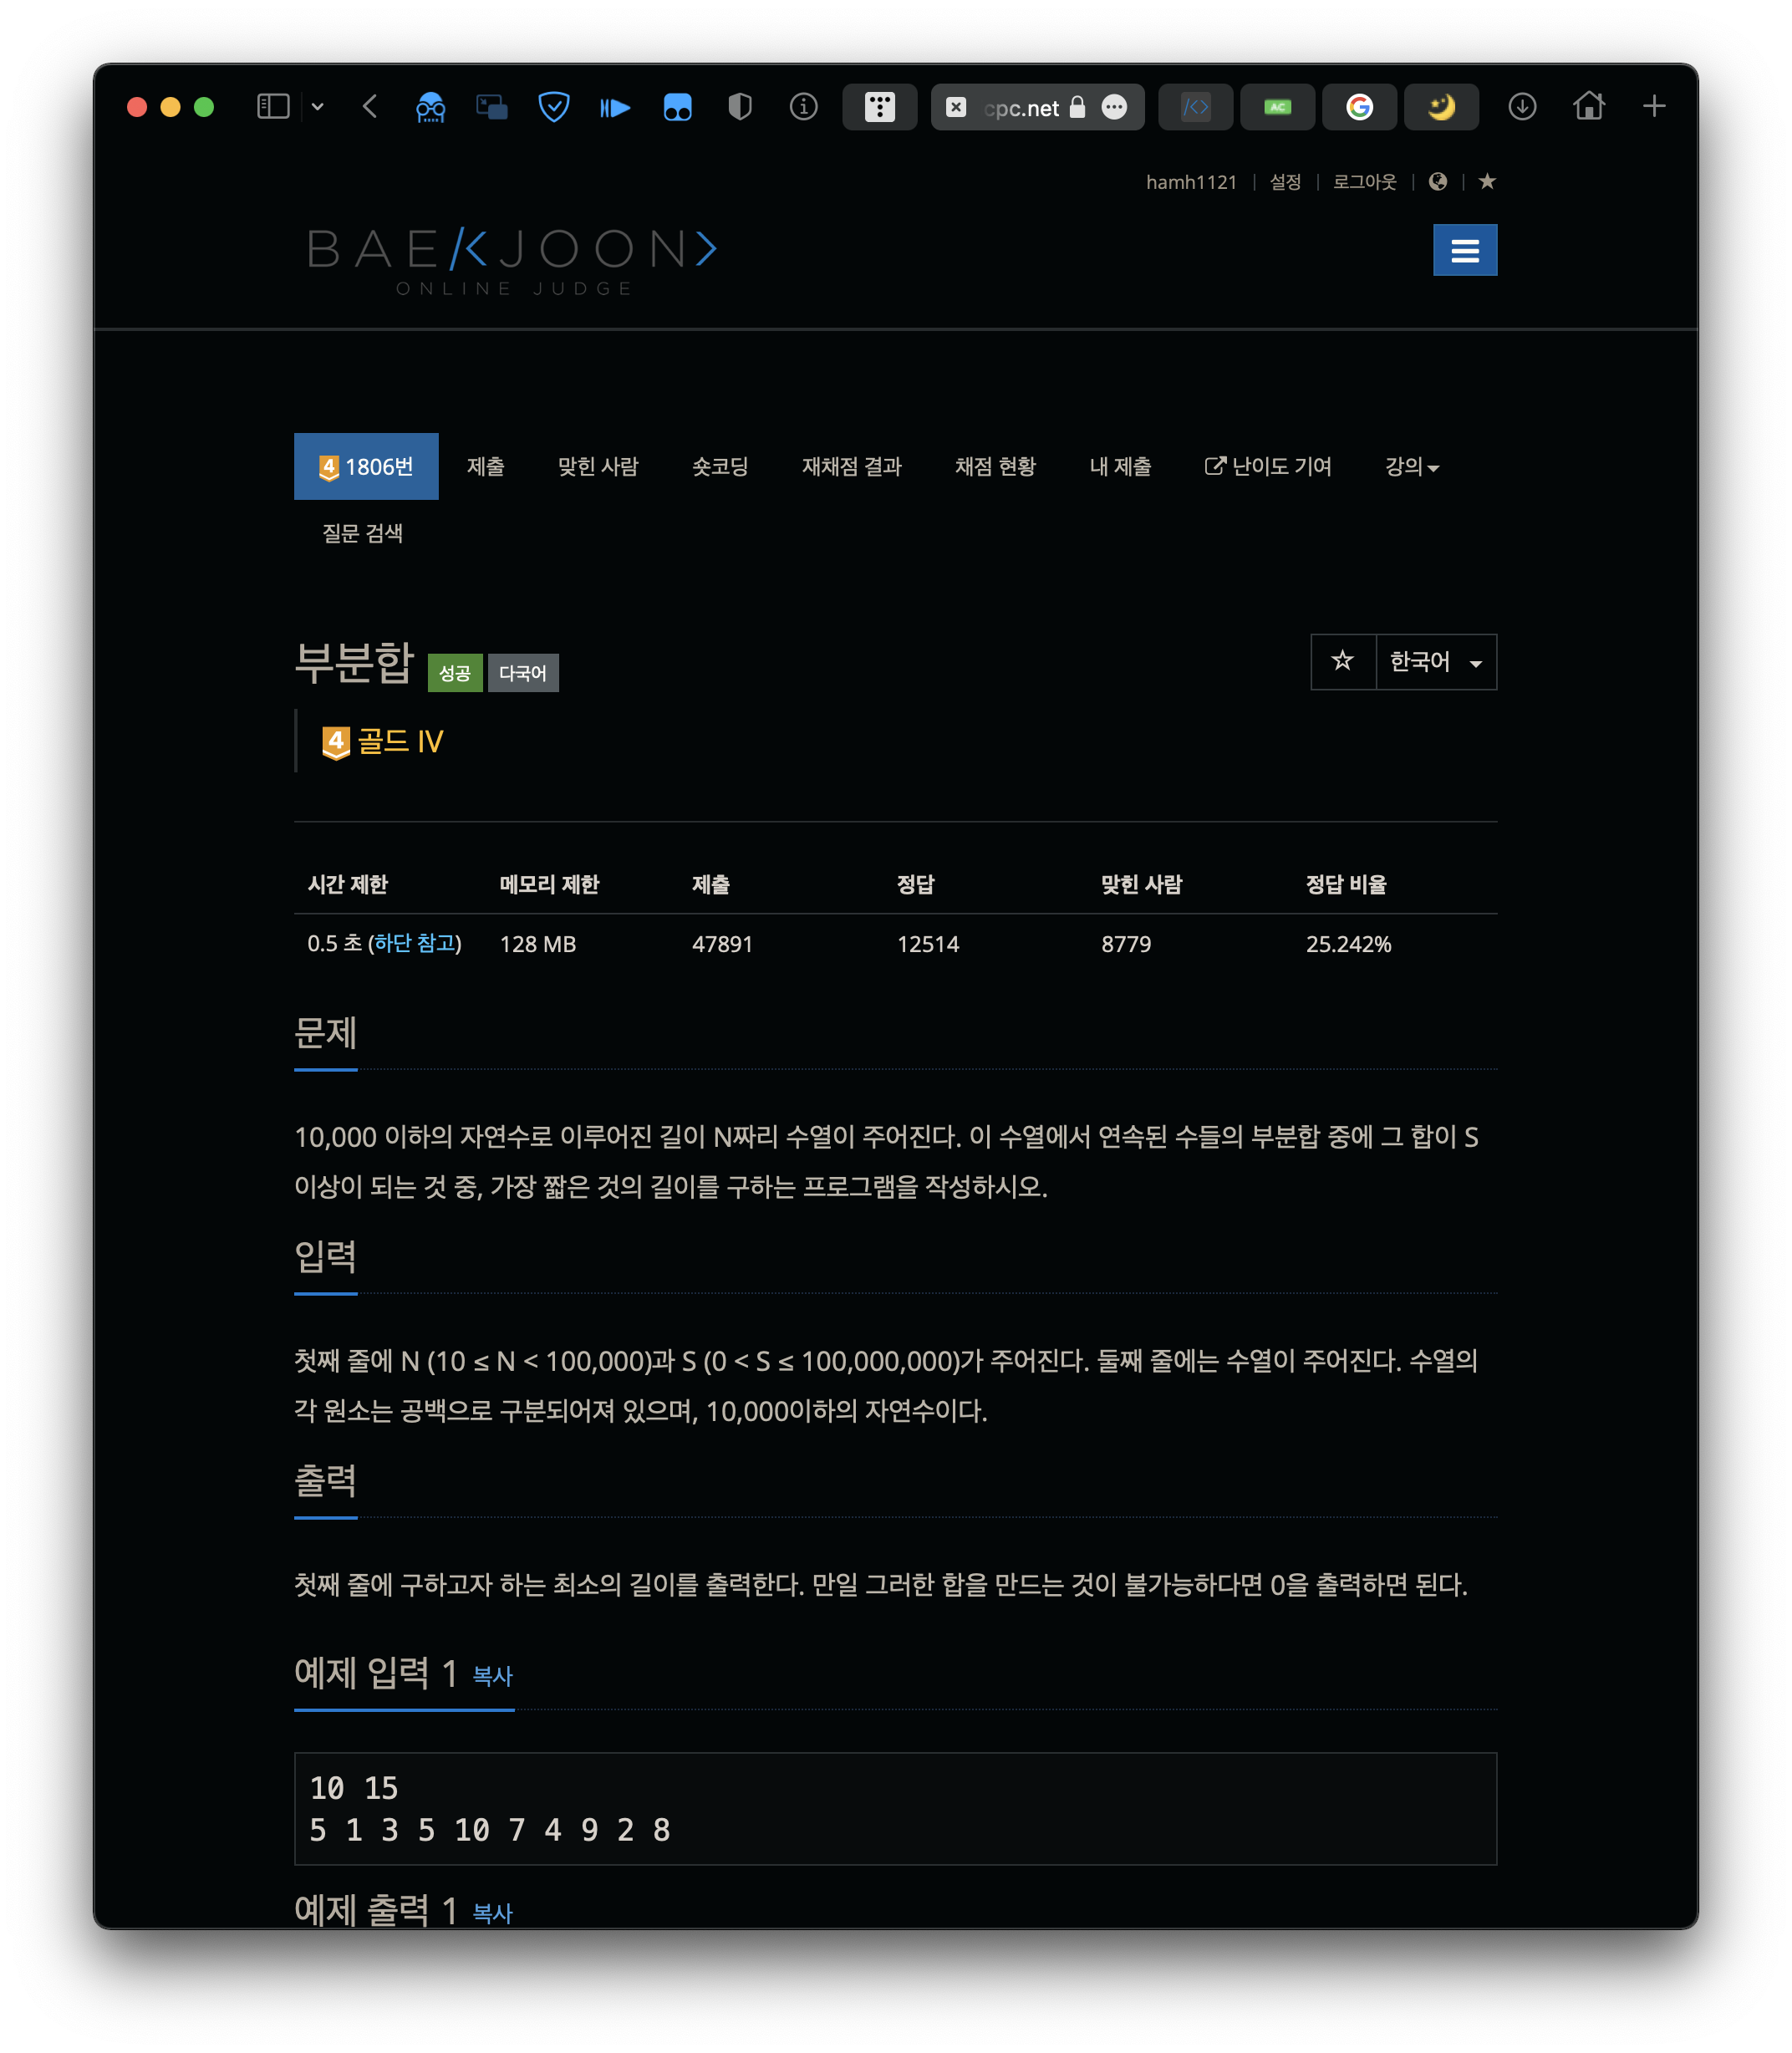 cpc.net
AC
hamh1121 | 설정 | 로그아웃 | |
BAE/<JOON>
ONLINE JUDGE
4 1806번 제출 맞힌 사람 숏코딩 재채점 결과 채점 현황 내 제출 난이도 기여 강의
질문 검색
부분합 성공 다국어 한국어
4 골드 IV
시간 제한 메모리 제한 제출 정답 맞힌 사람 정답 비율
0.5 초 (하단 참고) 128 MB 47891 12514 8779 25.242%
문제
10,000 이하의 자연수로 이루어진 길이 N짜리 수열이 주어진다. 이 수열에서 연속된 수들의 부분합 중에 그 합이 S
이상이 되는 것 중, 가장 짧은 것의 길이를 구하는 프로그램을 작성하시오.
입력
첫째 줄에 N (10 ≤ N < 100,000)과 S (0 < S ≤ 100,000,000)가 주어진다. 둘째 줄에는 수열이 주어진다. 수열의
각 원소는 공백으로 구분되어져 있으며, 10,000이하의 자연수이다.
출력
첫째 줄에 구하고자 하는 최소의 길이를 출력한다. 만일 그러한 합을 만드는 것이 불가능하다면 0을 출력하면 된다.
예제 입력 1 복사
10 15
5 1 3 5 10 7 4 9 2 8
예제 출력 1 복사